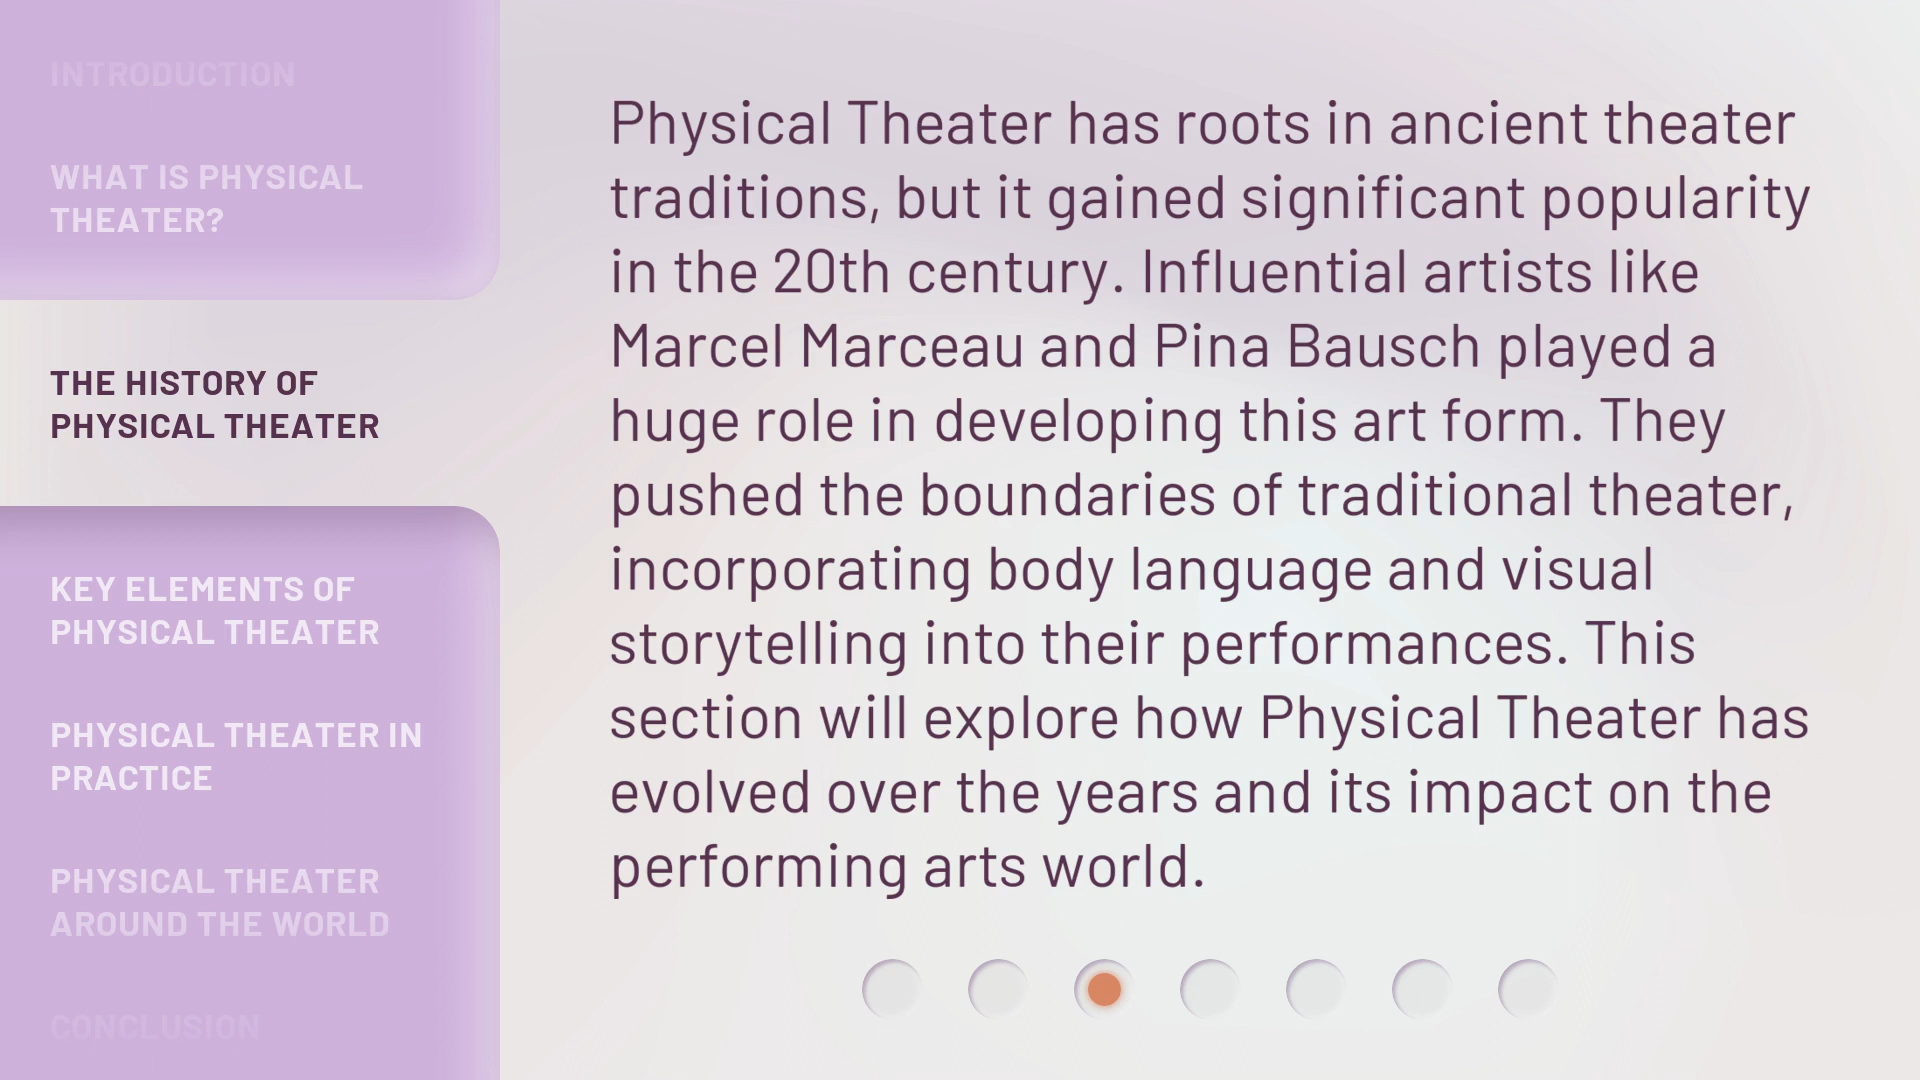 INTRODUCTION
WHAT IS PHYSICAL
THEATER?
THE HISTORY OF
PHYSICAL THEATER
KEY ELEMENTS OF
PHYSICAL THEATER
PHYSICAL THEATER IN
PRACTICE
PHYSICAL THEATER
AROUND THE WORLD
CONCLUSION
Physical Theater has roots in ancient theater
traditions, but it gained significant popularity
in the 20th century. Influential artists like
Marcel Marceau and Pina Bausch played a
huge role in developing this art form. They
pushed the boundaries of traditional theater,
incorporating body language and visual
storytelling into their performances. This
section will explore how Physical Theater has
evolved over the years and its impact on the
performing arts world.